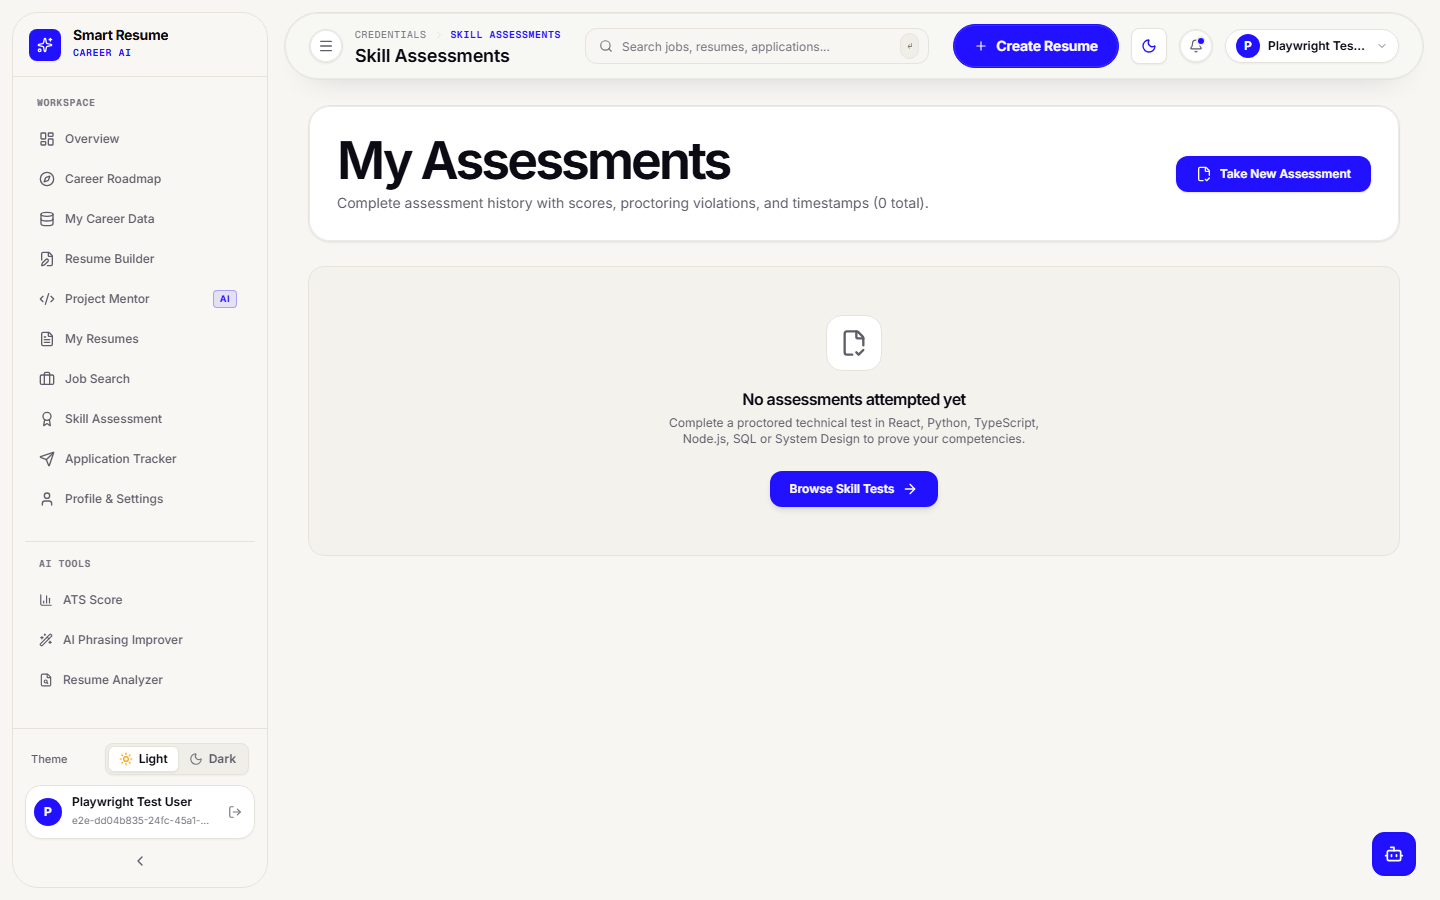 Smart Resume
CAREER AI
WORKSPACE
Overview
Career Roadmap
My Career Data
Resume Builder
Project Mentor AI
My Resumes
Job Search
Skill Assessment
Application Tracker
Profile & Settings
AI TOOLS
ATS Score
AI Phrasing Improver
Resume Analyzer
Theme Light Dark
P Playwright Test User
e2e-dd04b835-24fc-45a1-...
CREDENTIALS SKILL ASSESSMENTS
Skill Assessments
Search jobs, resumes, applications...
Create Resume
P Playwright Tes...
My Assessments
Complete assessment history with scores, proctoring violations, and timestamps (0 total).
Take New Assessment
No assessments attempted yet
Complete a proctored technical test in React, Python, TypeScript,
Node.js, SQL or System Design to prove your competencies.
Browse Skill Tests